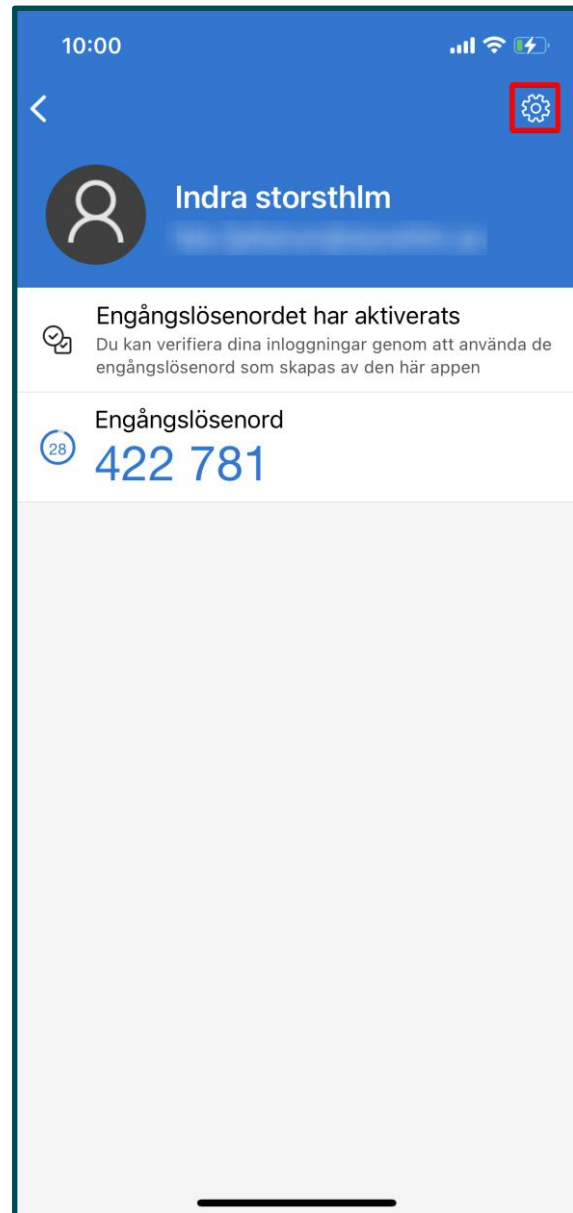 10:00
Indra storsthlm
Engångslösenordet har aktiverats
Du kan verifiera dina inloggningar genom att använda de
engångslösenord som skapas av den här appen
Engångslösenord
28
422 781